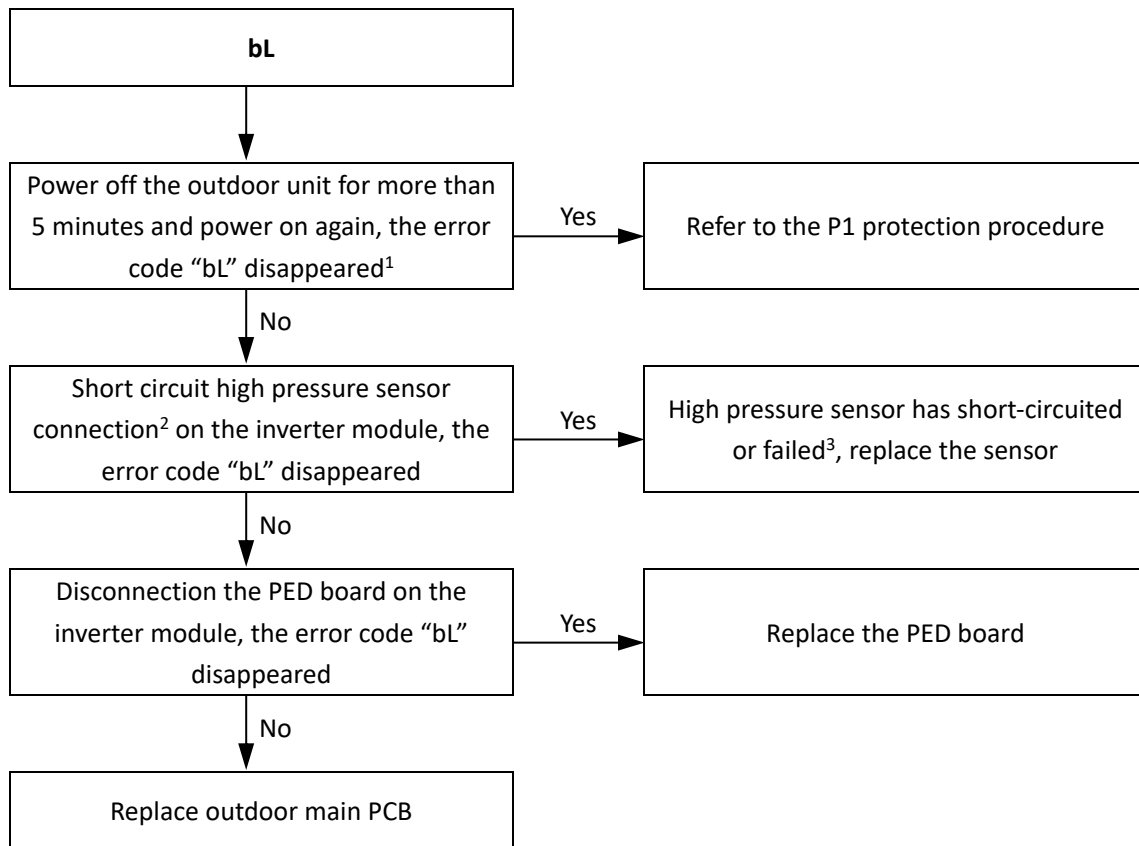 bL
Power off the outdoor unit for more than
5 minutes and power on again, the error
code “bL” disappeared¹
Yes
Refer to the P1 protection procedure
No
Short circuit high pressure sensor
connection² on the inverter module, the
error code “bL” disappeared
Yes
High pressure sensor has short-circuited
or failed³, replace the sensor
No
Disconnection the PED board on the
inverter module, the error code “bL”
disappeared
Yes
Replace the PED board
No
Replace outdoor main PCB